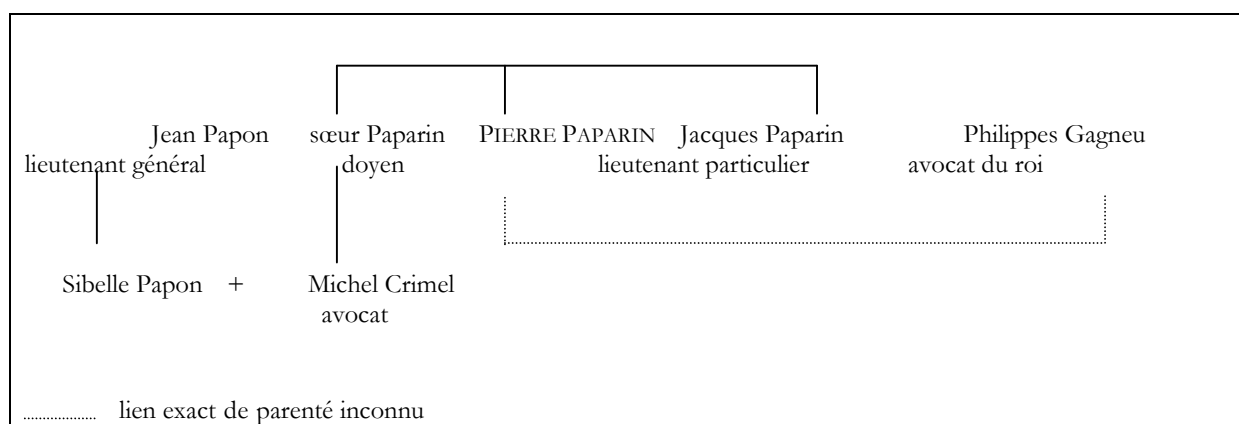 Jean Papon sœur Paparin PIERRE PAPARIN Jacques Paparin Philippes Gagneu
lieutenant général doyen lieutenant particulier avocat du roi
Sibelle Papon + Michel Crimel
avocat
lien exact de parenté inconnu